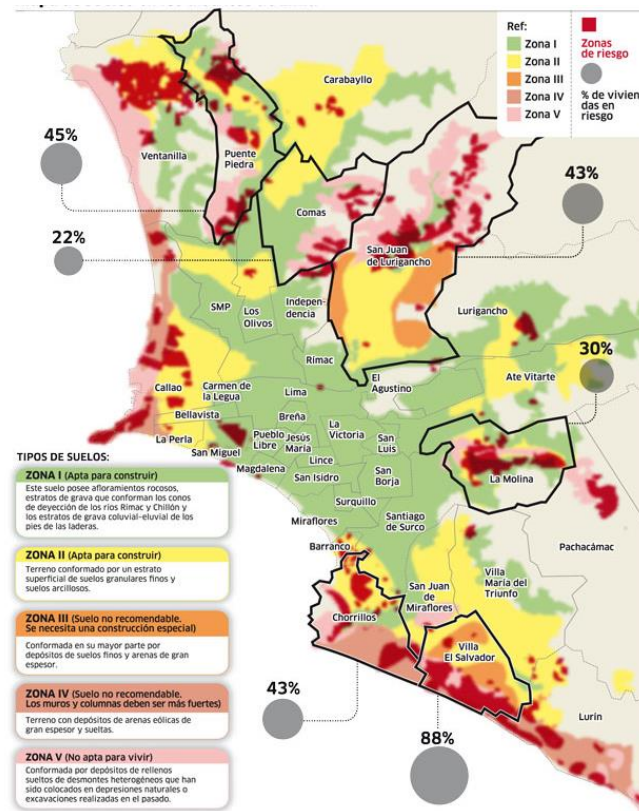 Ref:
Zona I
Zona II
Zona III
Zona IV
Zona V
Zonas
de riesgo
% de vivien
das en
riesgo
Carabayllo
45%
Ventanilla
Puente
Piedra
22%
Comas
43%
San Juan
de Lurigancho
SMP
Los
Olivos
Indepen-
dencia
Lurigancho
Rímac
30%
El
Agustino
Ate Vitarte
Callao
Carmen de
la Legua
Lima
Bellavista
Breña
La
Victoria
La Perla
Pueblo
Libre
Jesús
María
San
Luis
San Miguel
Lince
Magdalena
San Isidro
San
Borja
La Molina
Surquillo
Miraflores
Santiago
de Surco
Pachacámac
Barranco
San Juan
de
Miraflores
Villa
María del
Triunfo
Chorrillos
Villa
El Salvador
43%
88%
Lurín
TIPOS DE SUELOS:
ZONA I (Apta para construir)
Este suelo posee afloramientos rocosos,
estratos de grava que conforman los conos
de deyección de los ríos Rímac y Chillón y
los estratos de grava coluvial-eluvial de los
pies de las laderas.
ZONA II (Apta para construir)
Terreno conformado por un estrato
superficial de suelos granulares finos y
suelos arcillosos.
ZONA III (Suelo no recomendable.
Se necesita una construcción especial)
Conformada en su mayor parte por
depósitos de suelos finos y arenas de gran
espesor.
ZONA IV (Suelo no recomendable.
Los muros y columnas deben ser más fuertes)
Terreno con depósitos de arenas eólicas de
gran espesor y sueltas.
ZONA V (No apta para vivir)
Conformada por depósitos de rellenos
sueltos de desmontes heterogéneos que han
sido colocados en depresiones naturales o
excavaciones realizadas en el pasado.